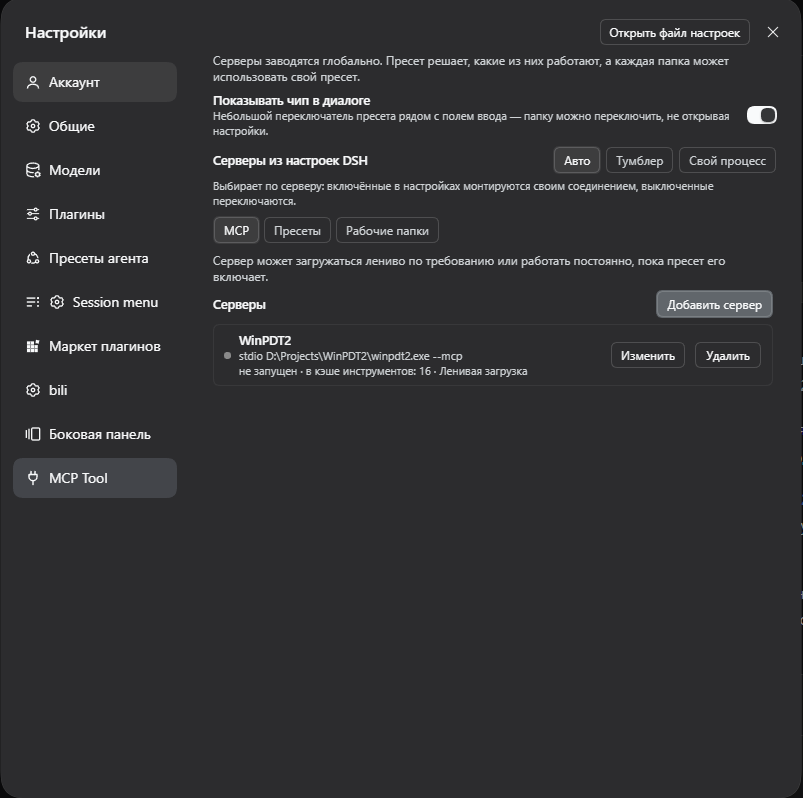 Настройки
Открыть файл настроек
Аккаунт
Общие
Модели
Плагины
Пресеты агента
Session menu
Маркет плагинов
bili
Боковая панель
MCP Tool
Серверы заводятся глобально. Пресет решает, какие из них работают, а каждая папка может
использовать свой пресет.
Показывать чип в диалоге
Небольшой переключатель пресета рядом с полем ввода — папку можно переключить, не открывая
настройки.
Серверы из настроек DSH
Авто
Тумблер
Свой процесс
Выбирает по серверу: включённые в настройках монтируются своим соединением, выключенные
переключаются.
MCP
Пресеты
Рабочие папки
Сервер может загружаться лениво по требованию или работать постоянно, пока пресет его
включает.
Серверы
Добавить сервер
WinPDT2
stdio D:\Projects\WinPDT2\winpdt2.exe --mcp
не запущен · в кэше инструментов: 16 · Ленивая загрузка
Изменить
Удалить